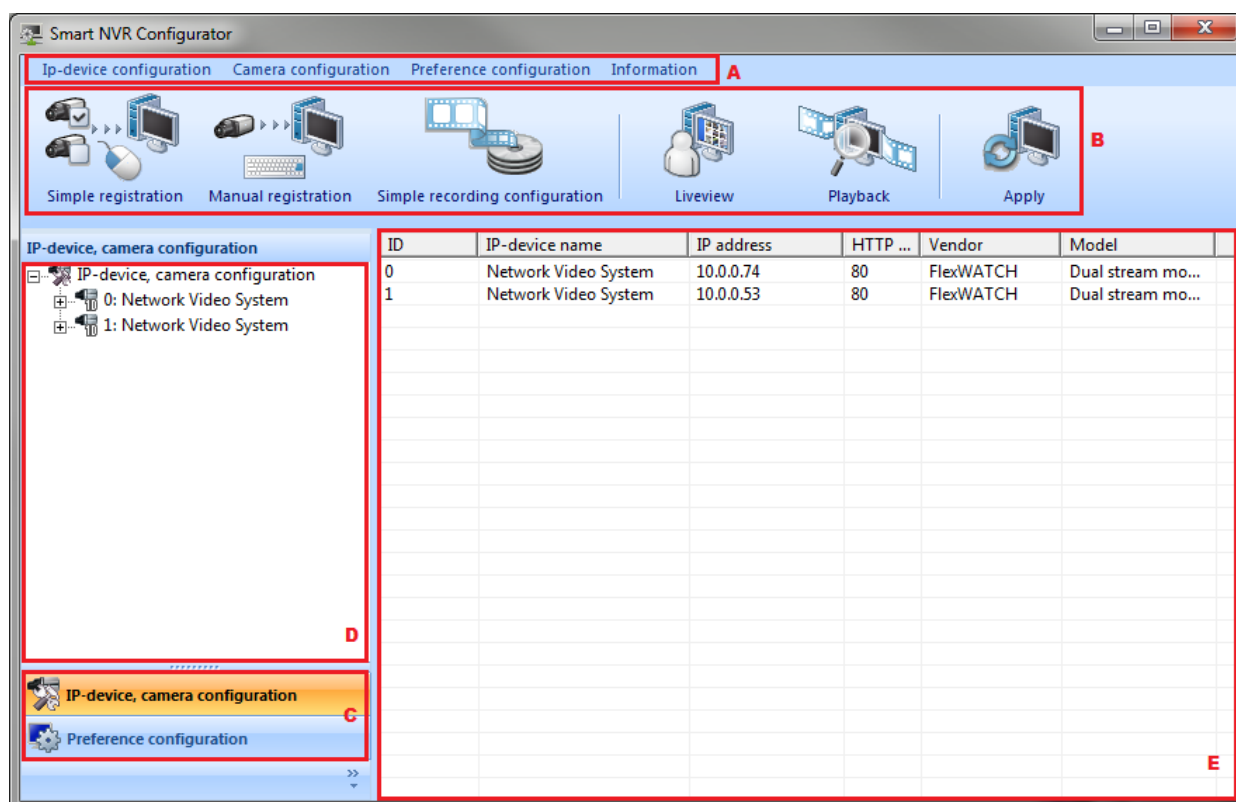 Smart NVR Configurator
Ip-device configuration Camera configuration Preference configuration Information A
Simple registration Manual registration Simple recording configuration Liveview Playback Apply B
IP-device, camera configuration
IP-device, camera configuration
0: Network Video System
1: Network Video System
D
IP-device, camera configuration
C
Preference configuration
ID IP-device name IP address HTTP ... Vendor Model
0 Network Video System 10.0.0.74 80 FlexWATCH Dual stream mo...
1 Network Video System 10.0.0.53 80 FlexWATCH Dual stream mo...
E